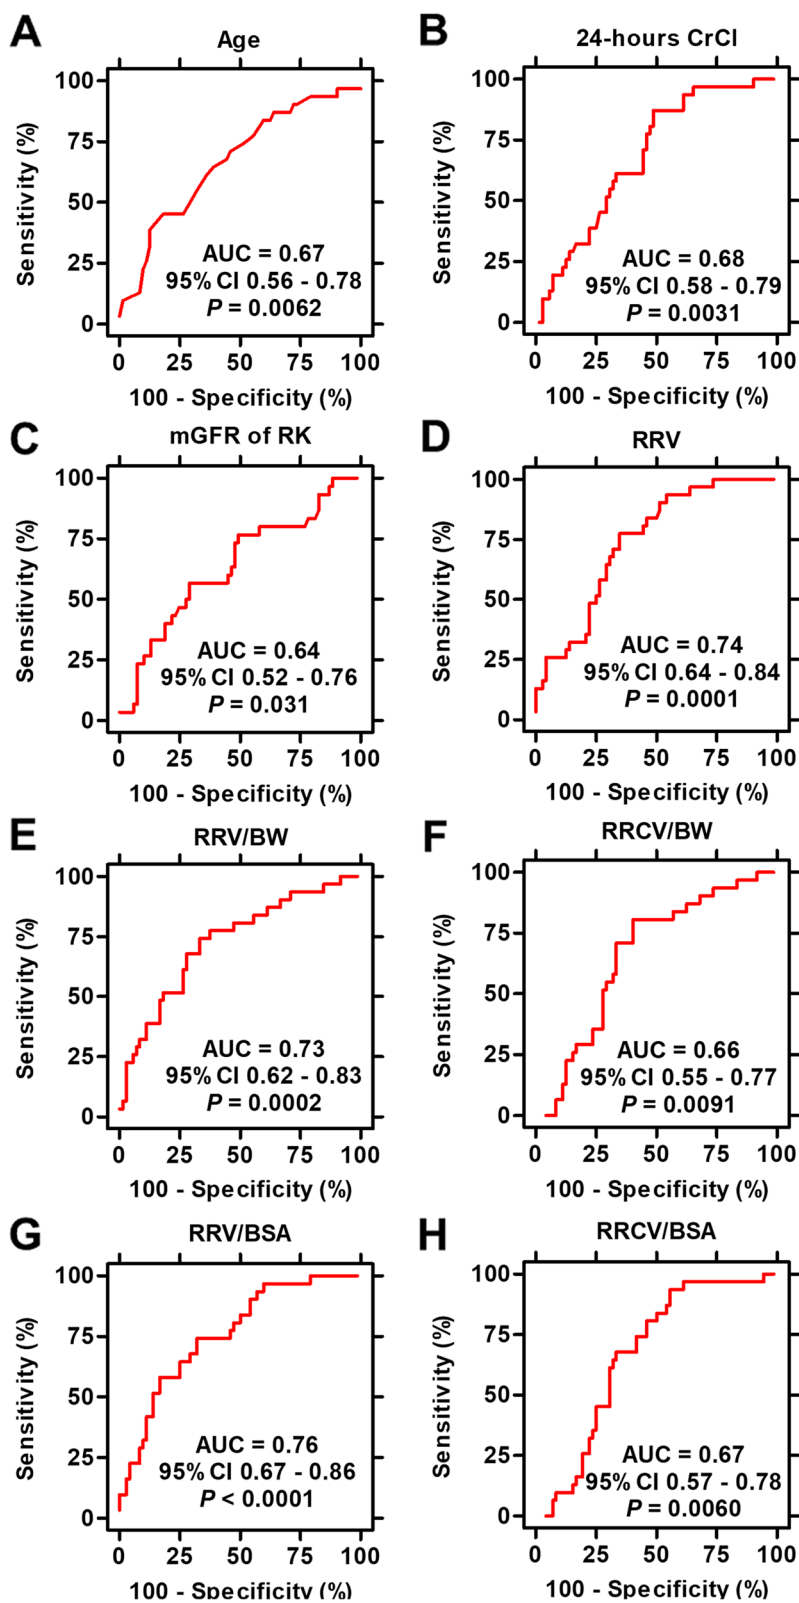 A
Age
Sensitivity (%)
100
75
50
25
0
AUC = 0.67
95% CI 0.56 - 0.78
P = 0.0062
0 25 50 75 100
100 - Specificity (%)
B
24-hours CrCl
Sensitivity (%)
100
75
50
25
0
AUC = 0.68
95% CI 0.58 - 0.79
P = 0.0031
0 25 50 75 100
100 - Specificity (%)
C
mGFR of RK
Sensitivity (%)
100
75
50
25
0
AUC = 0.64
95% CI 0.52 - 0.76
P = 0.031
0 25 50 75 100
100 - Specificity (%)
D
RRV
Sensitivity (%)
100
75
50
25
0
AUC = 0.74
95% CI 0.64 - 0.84
P = 0.0001
0 25 50 75 100
100 - Specificity (%)
E
RRV/BW
Sensitivity (%)
100
75
50
25
0
AUC = 0.73
95% CI 0.62 - 0.83
P = 0.0002
0 25 50 75 100
100 - Specificity (%)
F
RRCV/BW
Sensitivity (%)
100
75
50
25
0
AUC = 0.66
95% CI 0.55 - 0.77
P = 0.0091
0 25 50 75 100
100 - Specificity (%)
G
RRV/BSA
Sensitivity (%)
100
75
50
25
0
AUC = 0.76
95% CI 0.67 - 0.86
P < 0.0001
0 25 50 75 100
100 - Specificity (%)
H
RRCV/BSA
Sensitivity (%)
100
75
50
25
0
AUC = 0.67
95% CI 0.57 - 0.78
P = 0.0060
0 25 50 75 100
100 - Specificity (%)